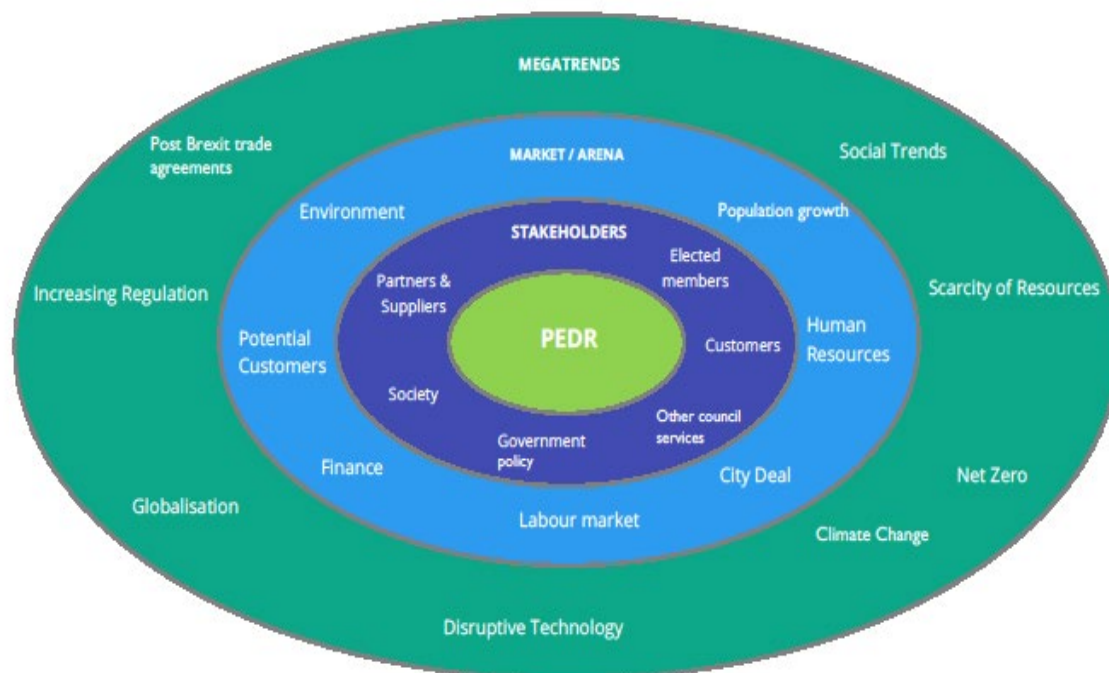 MEGATRENDS
Post Brexit trade
agreements
Social Trends
MARKET / ARENA
Environment
Population growth
STAKEHOLDERS
Elected
members
Partners &
Suppliers
Increasing Regulation
Scarcity of Resources
PEDR
Potential
Customers
Customers
Human
Resources
Society
Other council
services
Government
policy
Finance
City Deal
Net Zero
Globalisation
Labour market
Climate Change
Disruptive Technology